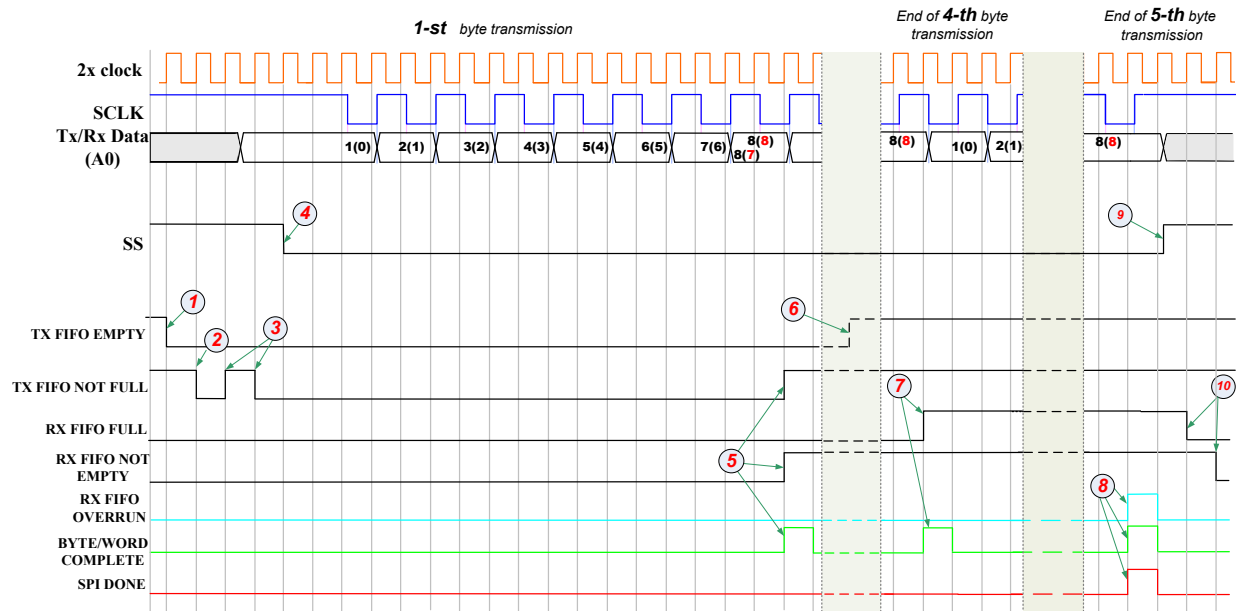 1-st byte transmission
End of 4-th byte
transmission
End of 5-th byte
transmission
2x clock
SCLK
Tx/Rx Data
(A0)
1(0) 2(1) 3(2) 4(3) 5(4) 6(5) 7(6) 8(8) 8(8) 1(0) 2(1) 8(8)
8(7)
4
9
SS
1
2
3
6
TX FIFO EMPTY
TX FIFO NOT FULL
7
10
RX FIFO FULL
5
RX FIFO NOT
EMPTY
8
RX FIFO
OVERRUN
BYTE/WORD
COMPLETE
SPI DONE